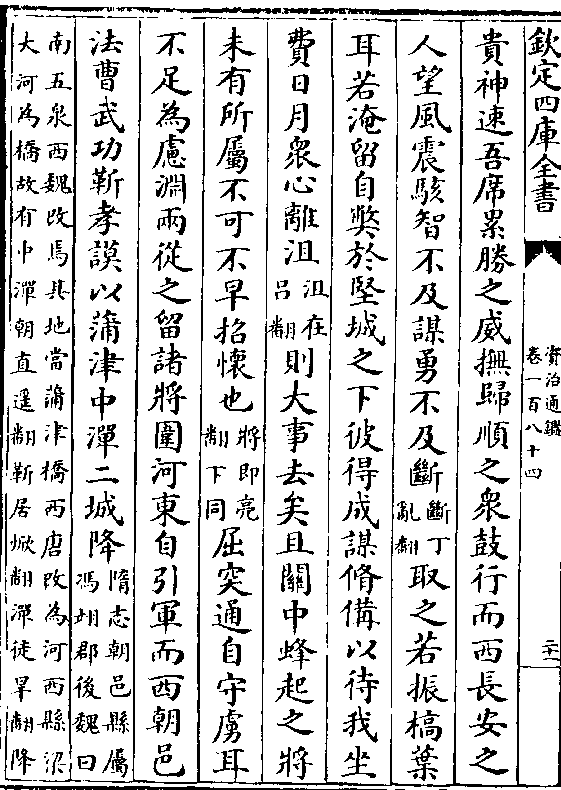 欽定四庫全書
資治通鑑
卷一百八十四
二十一
貴神速吾席累勝之威撫歸順之衆鼓行而西長安之
人望風震駭智不及謀勇不及斷斷丁亂翻取之若振槁葉
耳若淹留自弊於堅城之下彼得成謀脩備以待我坐
費日月衆心離沮沮在呂翻則大事去矣且關中蜂起之將
未有所屬不可不早招懷也將即亮翻下同屈突通自守虜耳
不足為慮淵兩從之留諸將圍河東自引軍而西朝邑
法曹武功靳孝謨以蒲津中潬二城降隋志朝邑縣屬馮翊郡後魏曰
南五泉西魏改焉其地當蒲津橋西唐改為河西縣梁
大河為橋故有中潬朝直遥翻靳居焮翻潬徒旱翻降